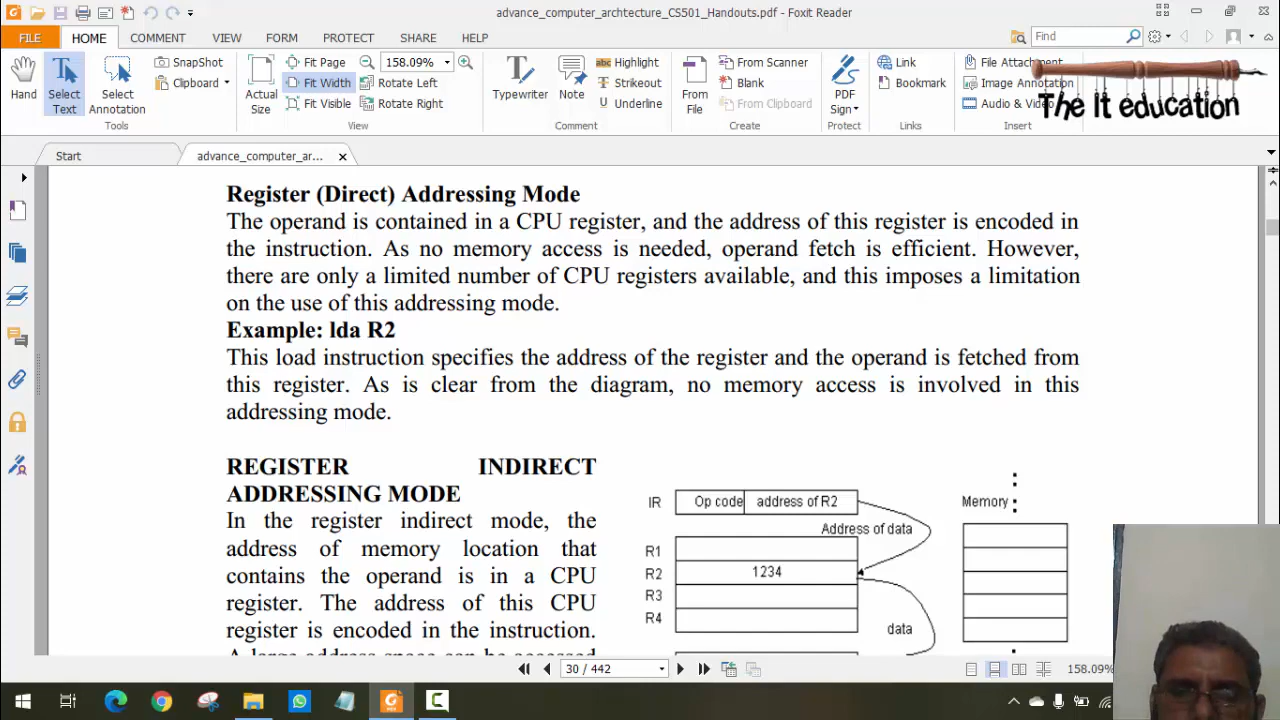 advance_computer_archtecture_CS501_Handouts.pdf - Foxit Reader
FILE HOME COMMENT VIEW FORM PROTECT SHARE HELP Find
Hand
Select Text
Select Annotation
SnapShot
Clipboard
Tools
Actual Size
Fit Page
Fit Width
Fit Visible
158.09%
Rotate Left
Rotate Right
View
Typewriter
Note
Highlight
Strikeout
Underline
Comment
From File
From Scanner
Blank
From Clipboard
Create
PDF Sign
Protect
Link
Bookmark
Links
File Attachment
Image Annotation
Audio & Video
Insert
The It education
Start advance_computer_ar...
Register (Direct) Addressing Mode
The operand is contained in a CPU register, and the address of this register is encoded in
the instruction. As no memory access is needed, operand fetch is efficient. However,
there are only a limited number of CPU registers available, and this imposes a limitation
on the use of this addressing mode.
Example: lda R2
This load instruction specifies the address of the register and the operand is fetched from
this register. As is clear from the diagram, no memory access is involved in this
addressing mode.
REGISTER INDIRECT
ADDRESSING MODE
In the register indirect mode, the
address of memory location that
contains the operand is in a CPU
register. The address of this CPU
register is encoded in the instruction.
A large address space can be accessed
IR Op code address of R2 Memory
Address of data
R1
R2 1234
R3
R4
data
30 / 442
158.09%